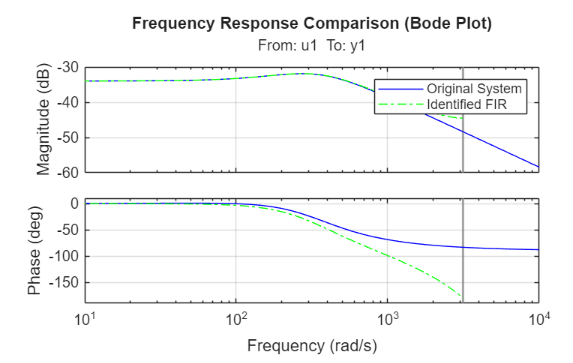 Frequency Response Comparison (Bode Plot)
From: u1 To: y1
Magnitude (dB)
-30
-40
-50
-60
Original System
Identified FIR
Phase (deg)
0
-50
-100
-150
10^1
10^2
10^3
10^4
Frequency (rad/s)